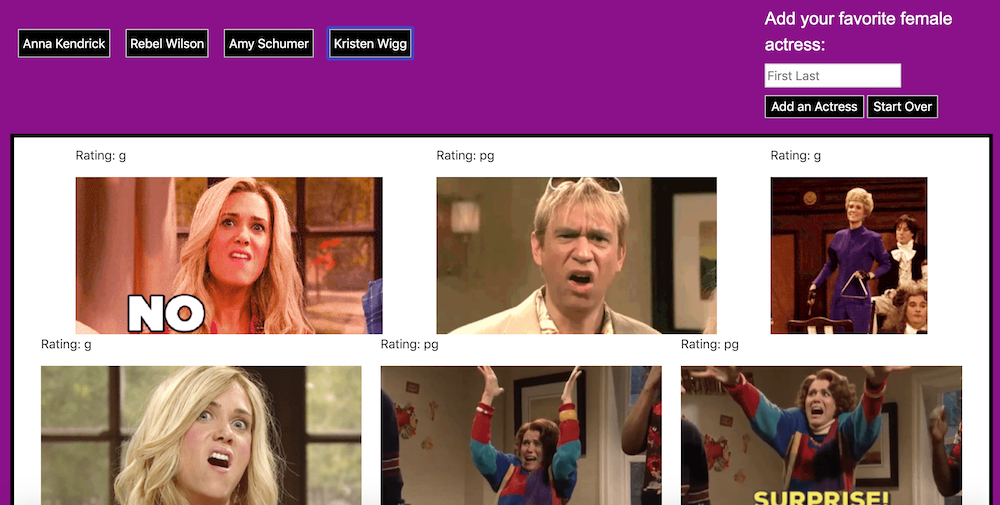 Add your favorite female
actress:
Anna Kendrick
Rebel Wilson
Amy Schumer
Kristen Wigg
First Last
Add an Actress
Start Over
Rating: g
Rating: pg
Rating: g
NO
Rating: g
Rating: pg
Rating: pg
SURPRISE!